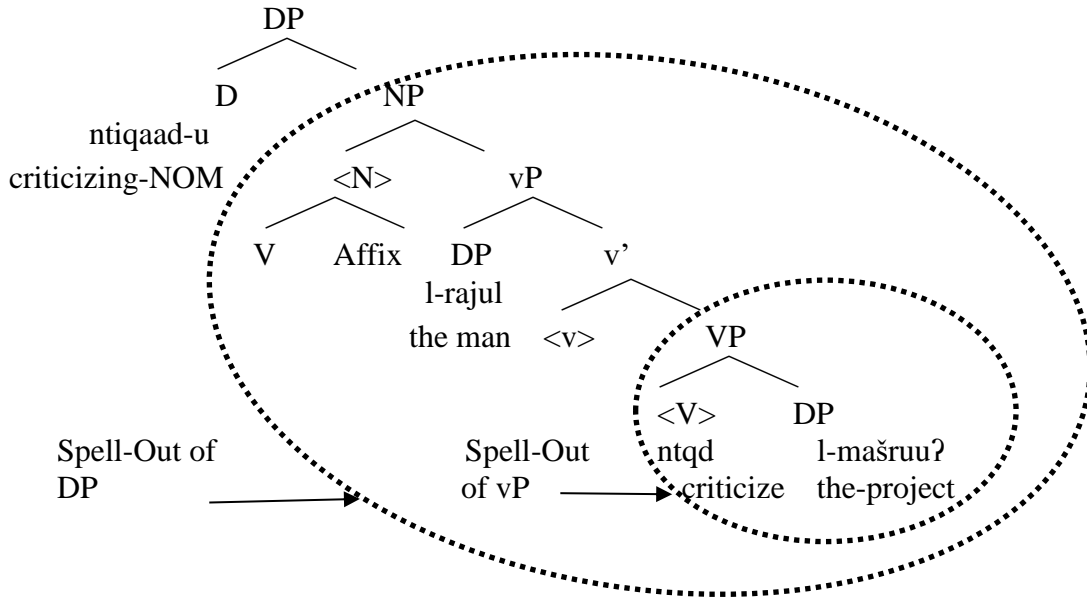 DP
D NP
ntiqaad-u
criticizing-NOM <N> vP
V Affix DP v’
l-rajul
the man <v> VP
<V> DP
Spell-Out of Spell-Out ntqd l-mašruuʔ
DP of vP criticize the-project